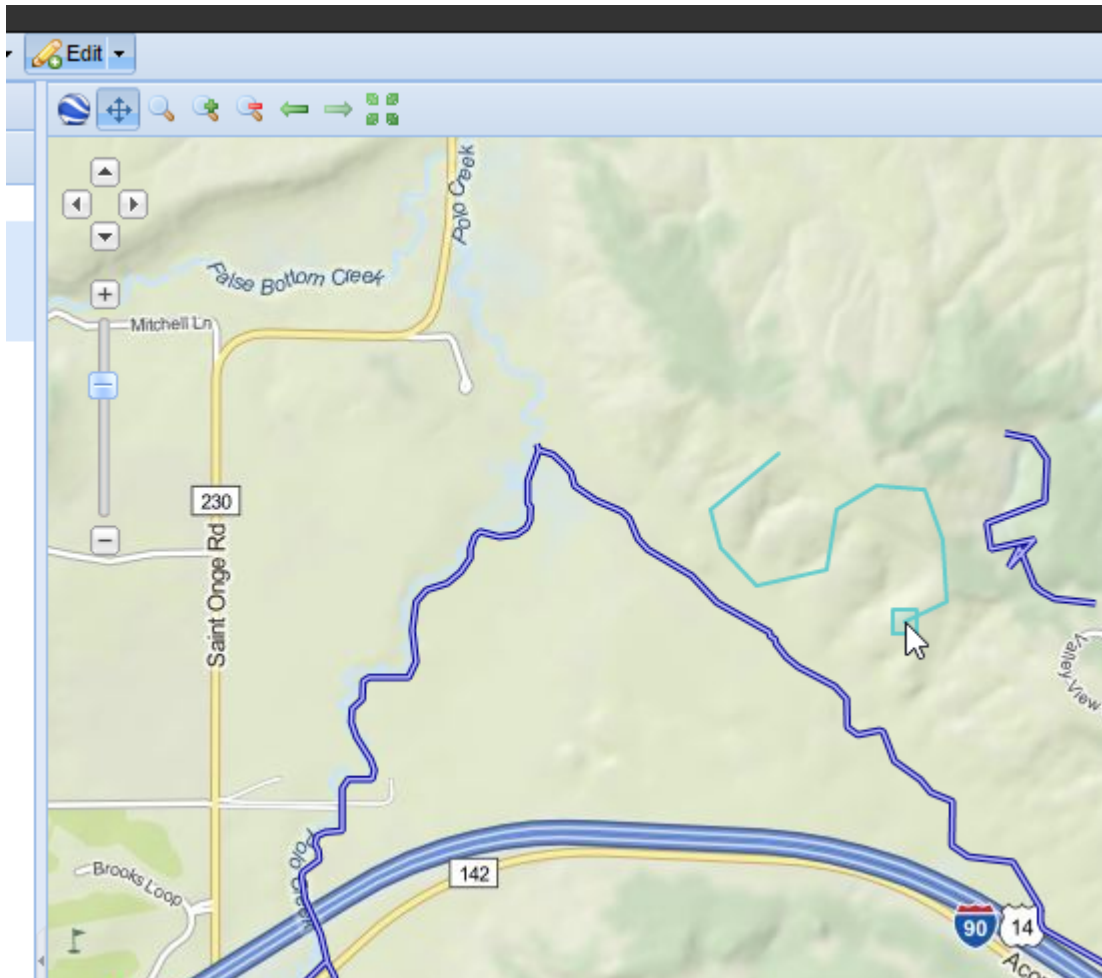 Edit
Polo Creek
False Bottom Creek
Mitchell Ln
230
Saint Onge Rd
Valley View
Polo Creek
Brooks Loop
142
90
14